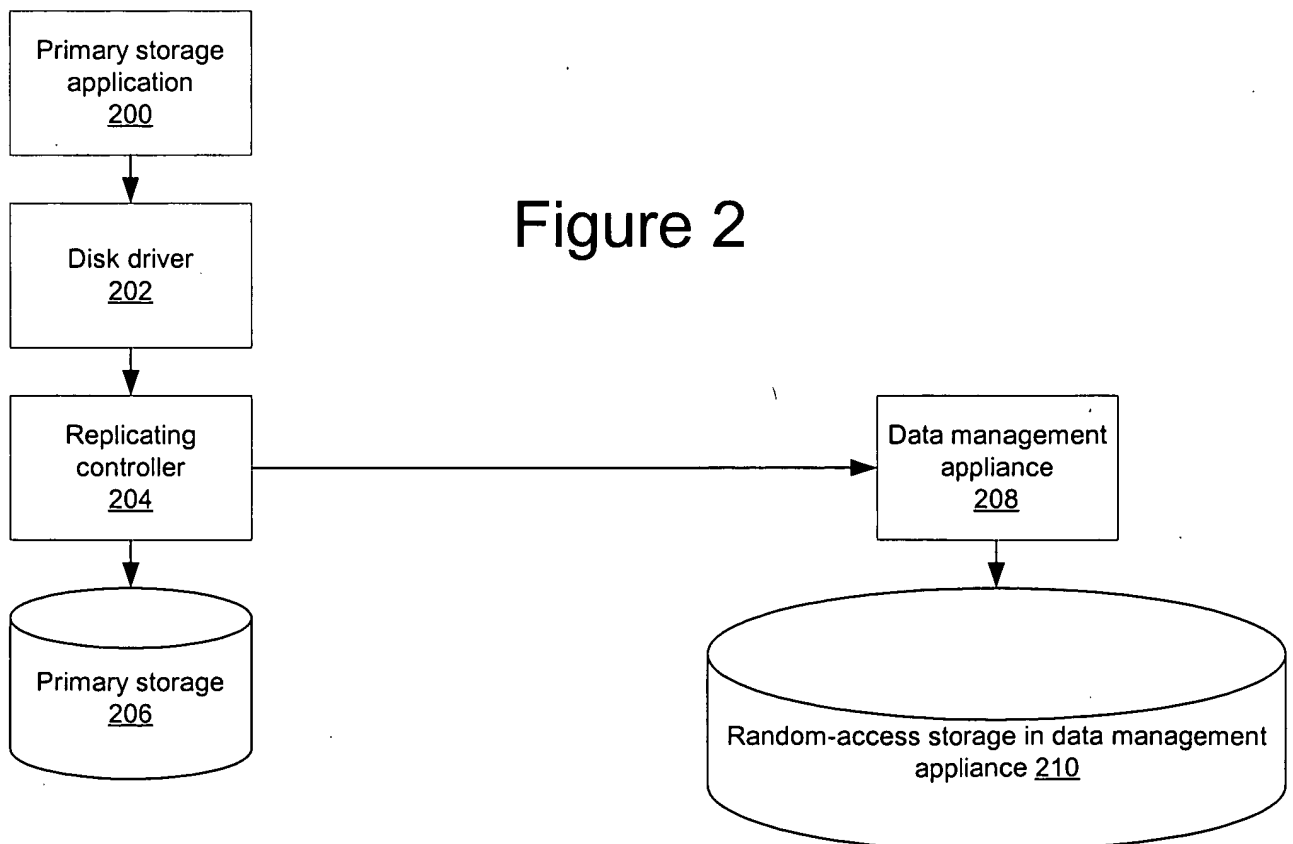 Primary storage
application
200
Figure 2
Disk driver
202
Replicating
controller
204
Data management
appliance
208
Primary storage
206
Random-access storage in data management
appliance 210